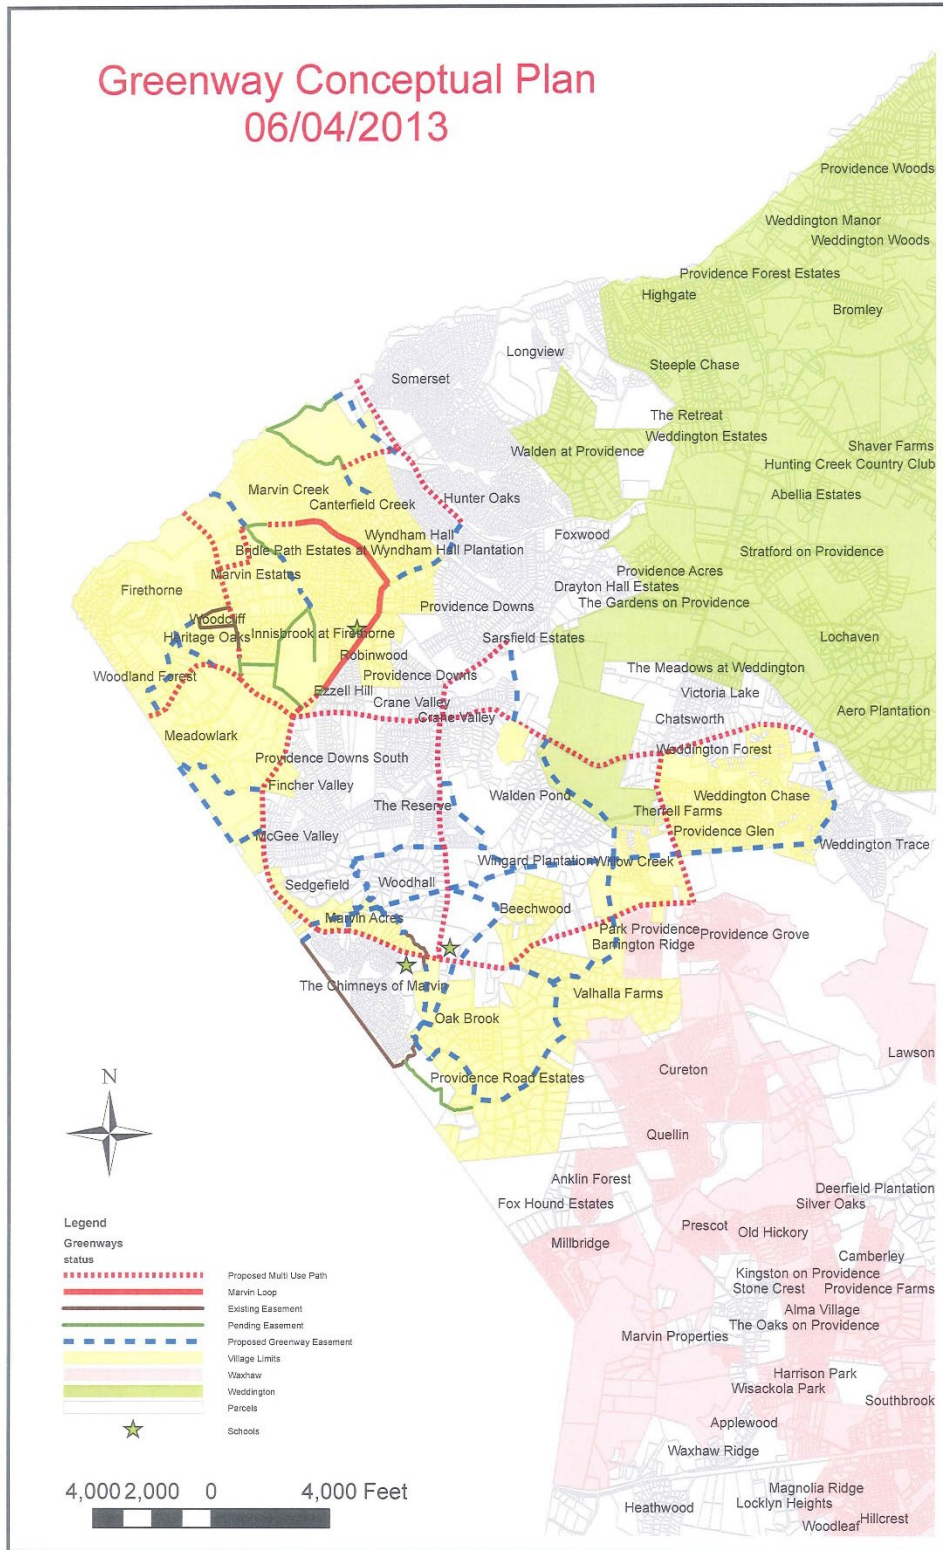 Greenway Conceptual Plan
06/04/2013
Providence Woods
Weddington Manor
Weddington Woods
Providence Forest Estates
Highgate
Bromley
Longview
Steeple Chase
Somerset
The Retreat
Weddington Estates
Walden at Providence
Shaver Farms
Hunting Creek Country Club
Marvin Creek
Abellia Estates
Canterfield Creek
Hunter Oaks
Wyndham Hall
Foxwood
Bridle Path Estates at Wyndham Hall Plantation
Stratford on Providence
Marvin Estates
Providence Acres
Firethorne
Drayton Hall Estates
The Gardens on Providence
Providence Downs
Woodcliff
Heritage Oaks
Innisbrook at Firethorne
Sarsfield Estates
Lochaven
Robinwood
Woodland Forest
Providence Downs
The Meadows at Weddington
Ezzell Hill
Victoria Lake
Crane Valley
Crane Valley
Chatsworth
Aero Plantation
Meadowlark
Weddington Forest
Providence Downs South
Fincher Valley
Walden Pond
Weddington Chase
The Reserve
Therrell Farms
McGee Valley
Providence Glen
Weddington Trace
Wingard Plantation
Willow Creek
Sedgefield
Woodhall
Beechwood
Marvin Acres
Park Providence
Providence Grove
Barrington Ridge
The Chimneys of Marvin
Valhalla Farms
Oak Brook
Lawson
Providence Road Estates
Cureton
N
Quellin
Anklin Forest
Deerfield Plantation
Fox Hound Estates
Silver Oaks
Prescot
Old Hickory
Millbridge
Camberley
Kingston on Providence
Stone Crest
Providence Farms
Alma Village
The Oaks on Providence
Marvin Properties
Harrison Park
Wisackola Park
Southbrook
Applewood
Waxhaw Ridge
Magnolia Ridge
Locklyn Heights
Heathwood
Hillcrest
Woodleaf
Legend
Greenways
status
Proposed Multi Use Path
Marvin Loop
Existing Easement
Pending Easement
Proposed Greenway Easement
Village Limits
Waxhaw
Weddington
Parcels
Schools
4,000 2,000 0 4,000 Feet